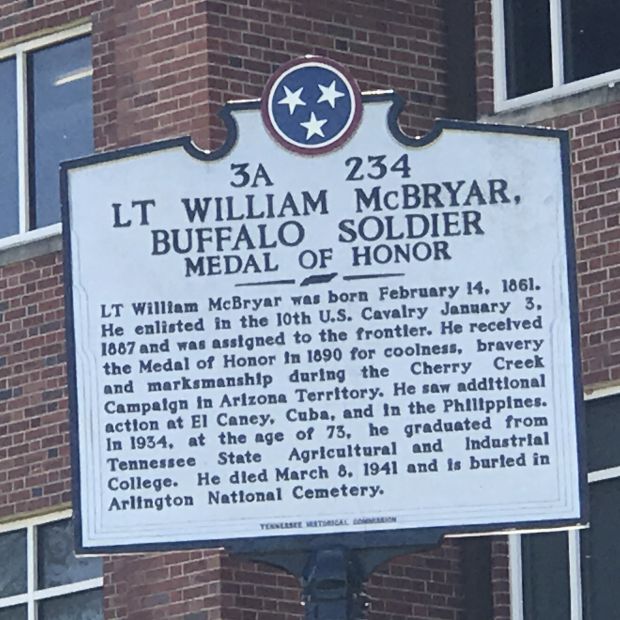 3A 234
LT WILLIAM McBRYAR,
BUFFALO SOLDIER
MEDAL OF HONOR
LT William McBryar was born February 14, 1861.
He enlisted in the 10th U.S. Cavalry January 3,
1887 and was assigned to the frontier. He received
the Medal of Honor in 1890 for coolness, bravery
and marksmanship during the Cherry Creek
Campaign in Arizona Territory. He saw additional
action at El Caney, Cuba, and in the Philippines.
In 1934, at the age of 73, he graduated from
Tennessee State Agricultural and Industrial
College. He died March 8, 1941 and is buried in
Arlington National Cemetery.
TENNESSEE HISTORICAL COMMISSION